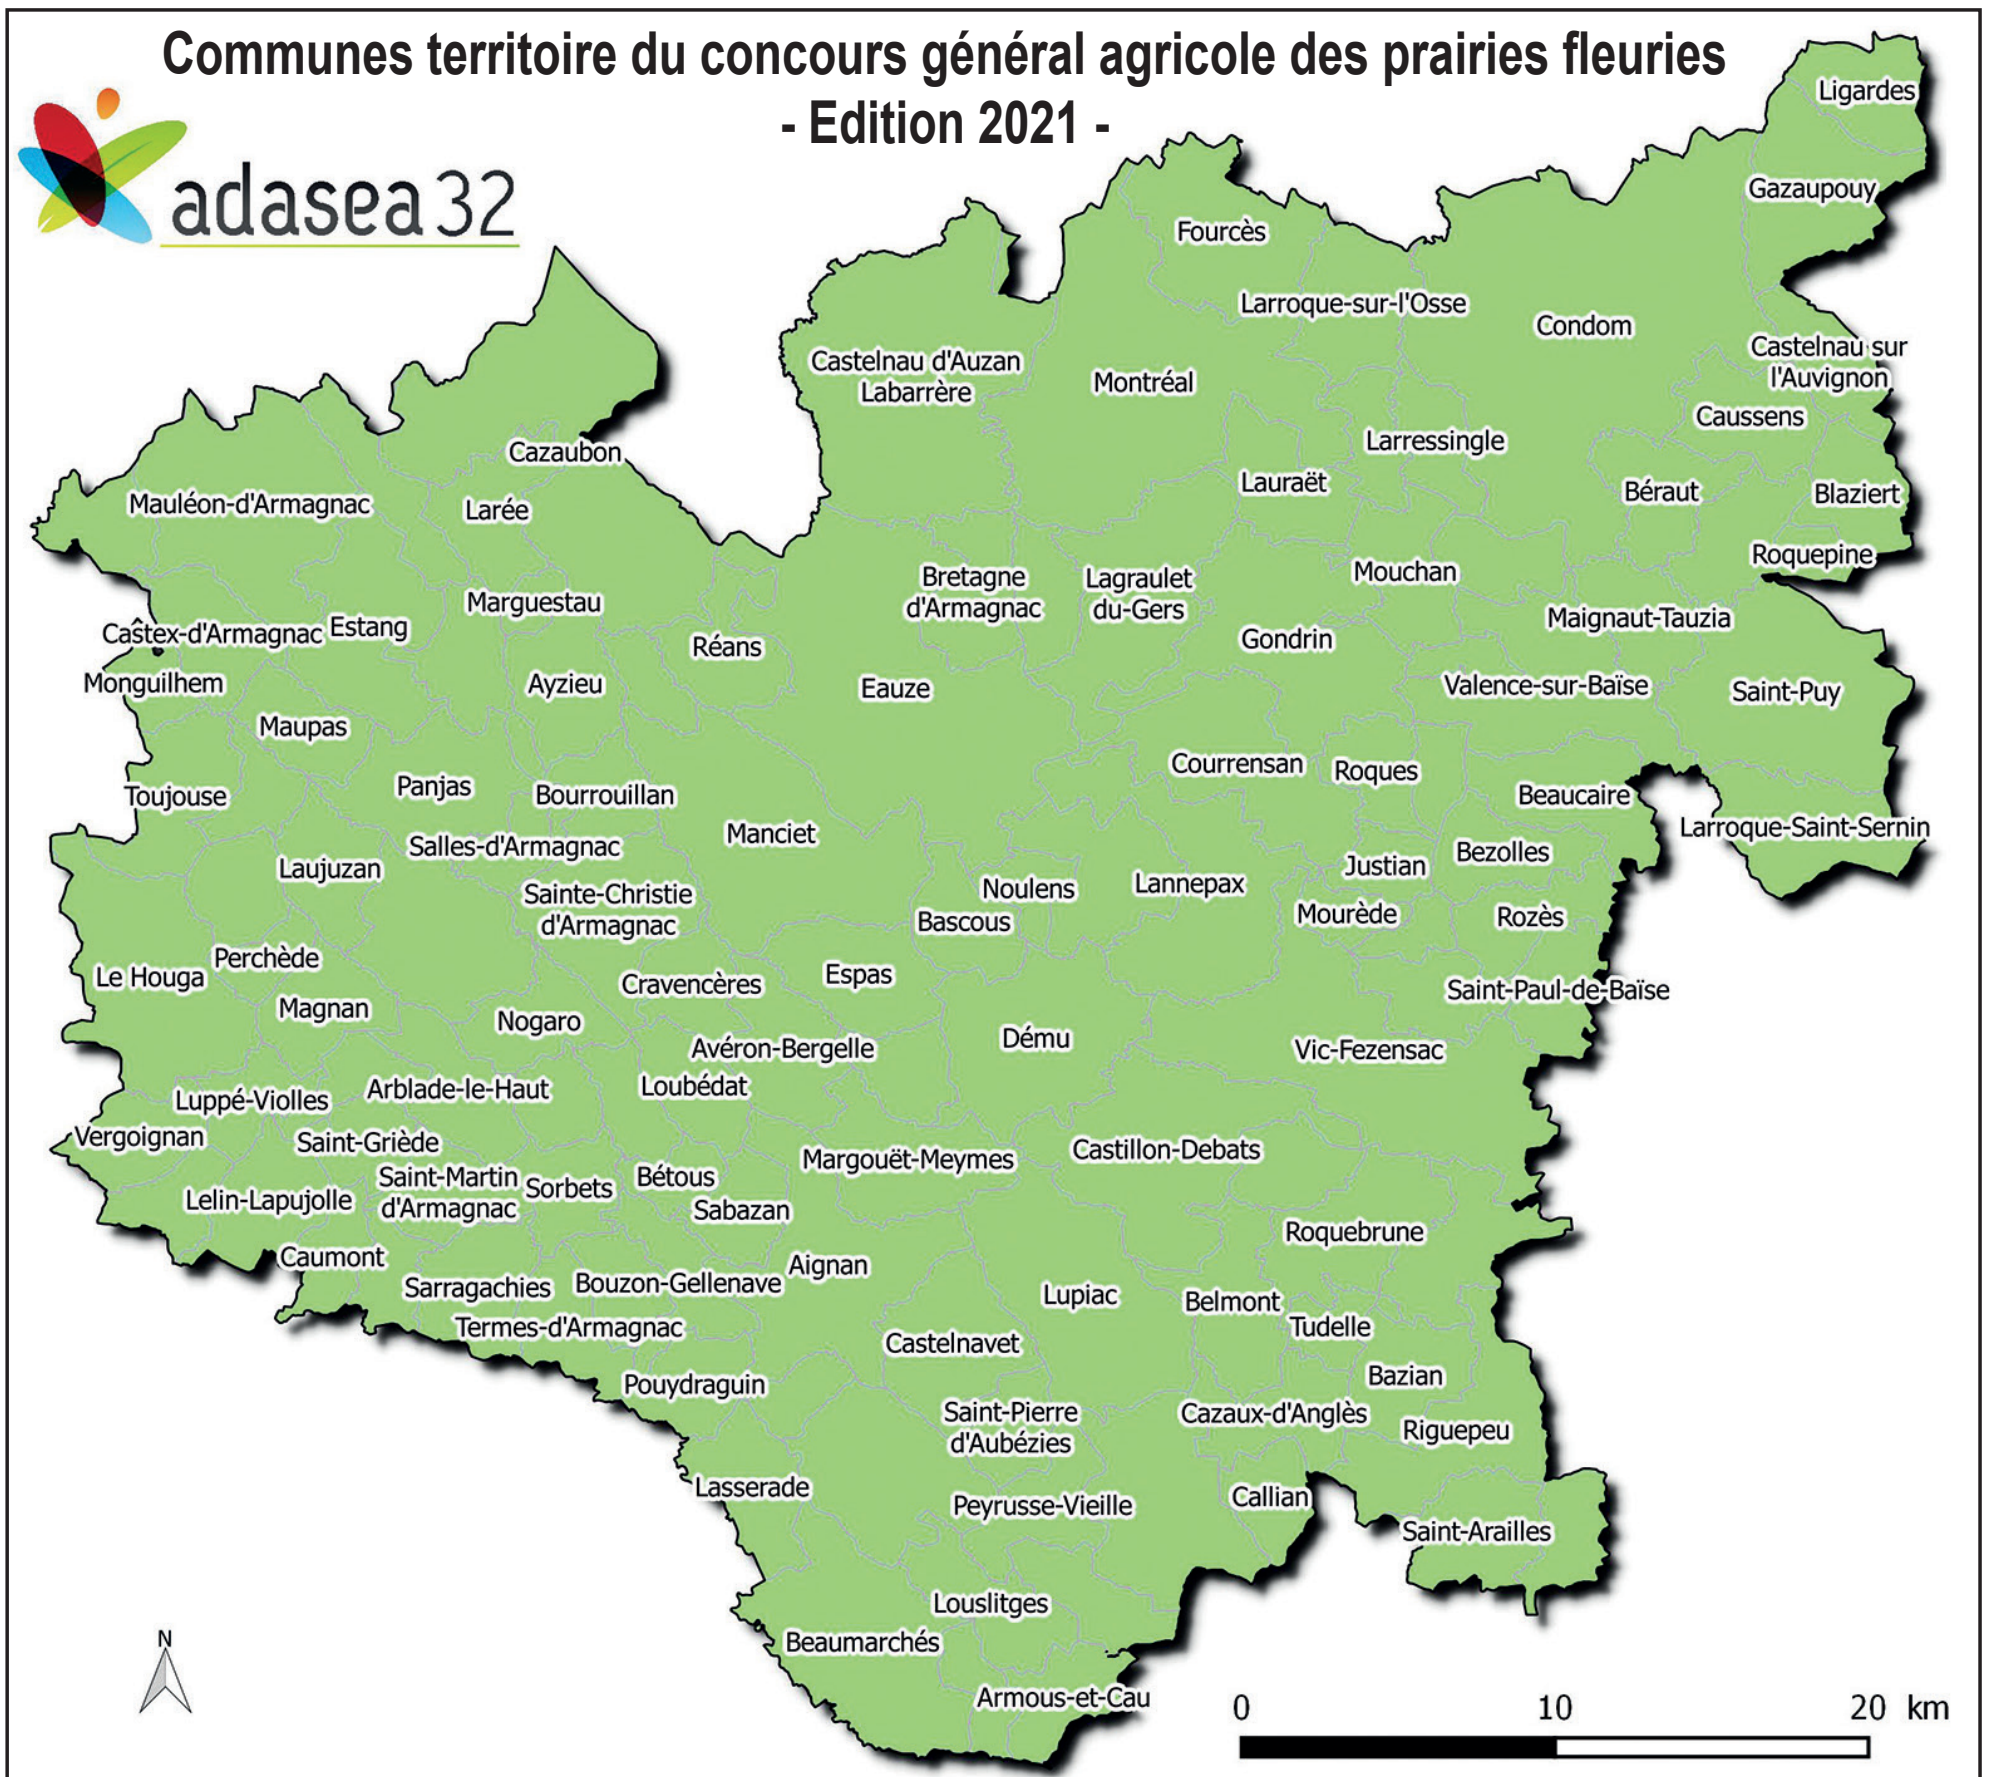 Communes territoire du concours général agricole des prairies fleuries
- Edition 2021 -
adasea32
Ligardes
Gazaupouy
Fourcès
Larroque-sur-l'Osse
Condom
Castelnau sur
l'Auvignon
Castelnau d'Auzan
Labarrère
Montréal
Caussens
Larressingle
Cazaubon
Lauraët
Béraut
Blaziert
Mauléon-d'Armagnac
Larée
Roquepine
Bretagne
d'Armagnac
Lagraulet
du-Gers
Mouchan
Marguestau
Maignaut-Tauzia
Castex-d'Armagnac
Estang
Réans
Gondrin
Monguilhem
Ayzieu
Eauze
Valence-sur-Baïse
Saint-Puy
Maupas
Courrensan
Roques
Toujouse
Panjas
Bourrouillan
Beaucaire
Manciet
Larroque-Saint-Sernin
Salles-d'Armagnac
Bezolles
Laujuzan
Justian
Sainte-Christie
d'Armagnac
Noulens
Lannepax
Bascous
Mourède
Rozès
Perchède
Le Houga
Cravencères
Espas
Saint-Paul-de-Baïse
Magnan
Nogaro
Avéron-Bergelle
Dému
Vic-Fezensac
Luppé-Violles
Arblade-le-Haut
Loubédat
Vergoignan
Saint-Griède
Margouët-Meymes
Castillon-Debats
Saint-Martin
d'Armagnac
Sorbets
Bétous
Lelin-Lapujolle
Sabazan
Roquebrune
Caumont
Aignan
Sarragachies
Bouzon-Gellenave
Lupiac
Belmont
Termes-d'Armagnac
Tudelle
Castelnavet
Pouydraguin
Bazian
Saint-Pierre
d'Aubézies
Cazaux-d'Anglès
Riguepeu
Lasserade
Peyrusse-Vieille
Callian
Saint-Arailles
Louslitges
Beaumarchés
Armous-et-Cau
N
0 10 20 km